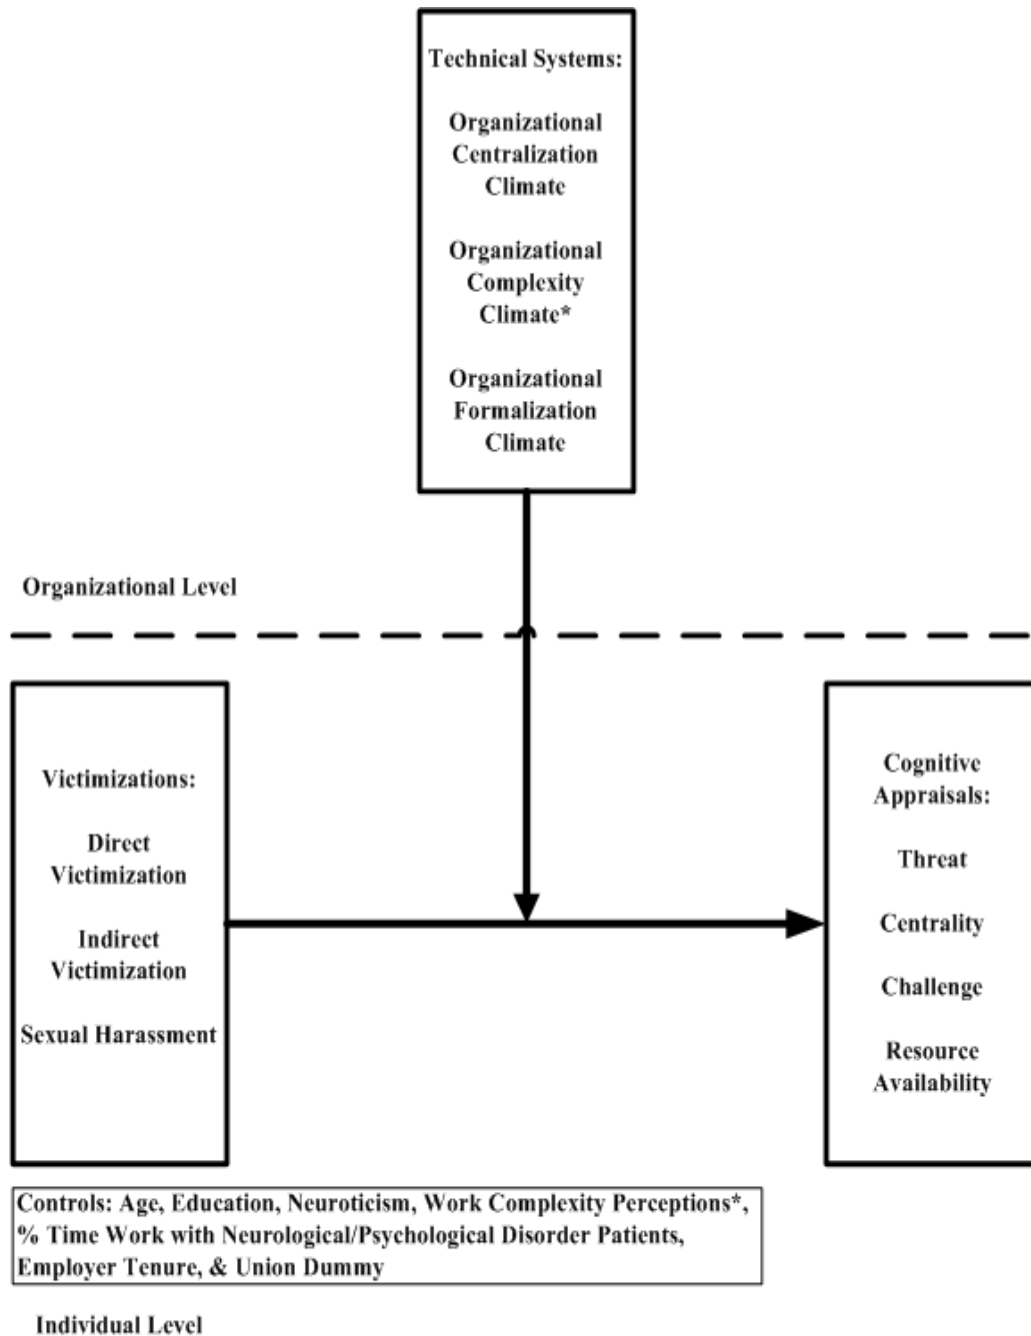 Technical Systems:
Organizational
Centralization
Climate
Organizational
Complexity
Climate*
Organizational
Formalization
Climate
Organizational Level
Victimizations:
Direct
Victimization
Indirect
Victimization
Sexual Harassment
Cognitive
Appraisals:
Threat
Centrality
Challenge
Resource
Availability
Controls: Age, Education, Neuroticism, Work Complexity Perceptions*,
% Time Work with Neurological/Psychological Disorder Patients,
Employer Tenure, & Union Dummy
Individual Level